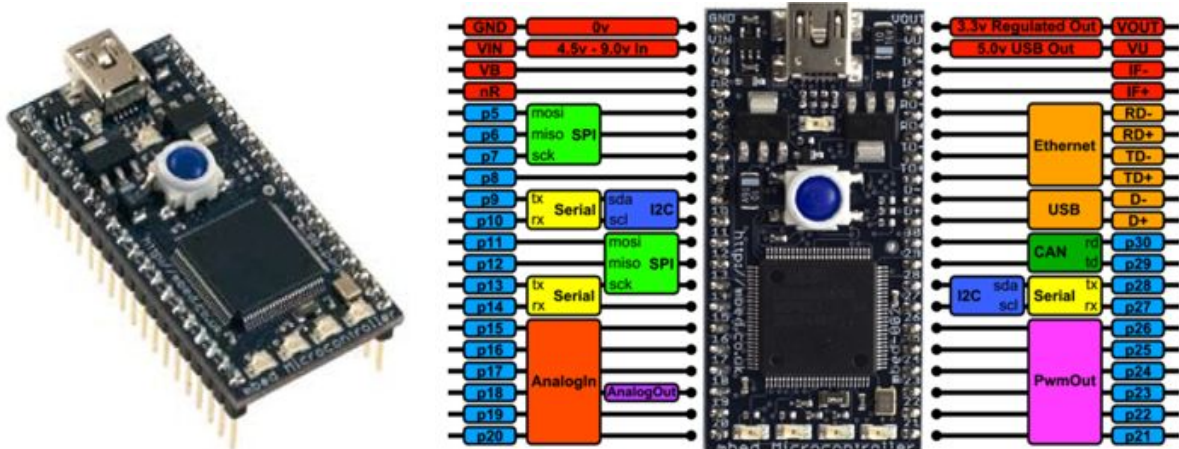 GND 0v
VIN 4.5v - 9.0v In
VB
nR
p5 mosi
p6 miso SPI
p7 sck
p8
p9 tx Serial sda I2C
p10 rx scl
p11 mosi
p12 miso SPI
p13 tx Serial sck
p14 rx
p15
p16
p17 AnalogIn
p18 AnalogOut
p19
p20
3.3v Regulated Out VOUT
5.0v USB Out VU
IF-
IF+
RD-
Ethernet RD+
TD-
TD+
USB D-
D+
CAN rd p30
td p29
I2C sda Serial tx p28
scl rx p27
p26
p25
PwmOut p24
p23
p22
p21
mbed Microcontroller
GND
VIN
VOUT
VU
http://mbed.co.uk